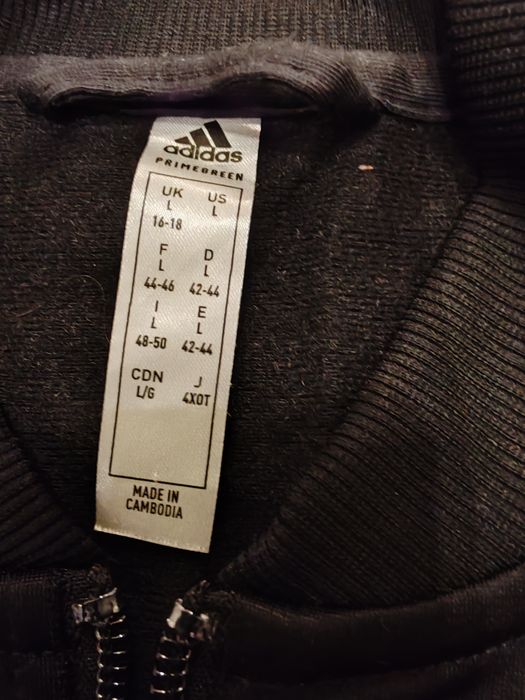 adidas
PRIMEGREEN
UK US
L L
16-18
F D
L L
44-46 42-44
I E
L L
48-50 42-44
CDN J
L/G 4XOT
MADE IN
CAMBODIA